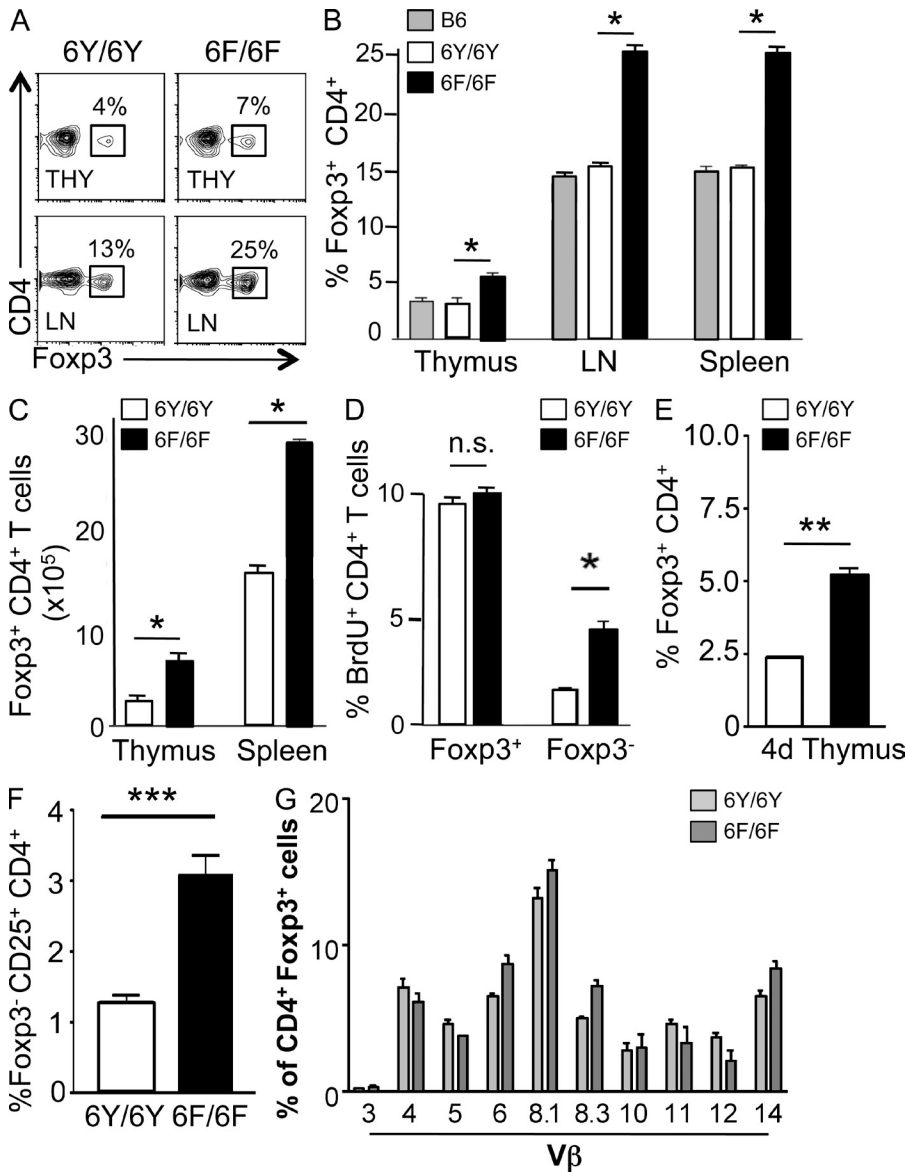 A
6Y/6Y 6F/6F
4% 7%
THY THY
13% 25%
LN LN
CD4
Foxp3
B
B6
6Y/6Y
6F/6F
* * *
% Foxp3+ CD4+
25
20
15
10
5
0
Thymus LN Spleen
C
6Y/6Y
6F/6F
* *
Foxp3+ CD4+ T cells
(x10⁵)
30
20
10
0
Thymus Spleen
D
6Y/6Y
6F/6F
n.s.
*
% BrdU+ CD4+ T cells
10
5
0
Foxp3+ Foxp3-
E
6Y/6Y
6F/6F
**
% Foxp3+ CD4+
10.0
7.5
5.0
2.5
0
4d Thymus
F
***
%Foxp3- CD25+ CD4+
4
3
2
1
0
6Y/6Y 6F/6F
G
6Y/6Y
6F/6F
% of CD4+ Foxp3+ cells
20
10
0
3 4 5 6 8.1 8.3 10 11 12 14
Vβ